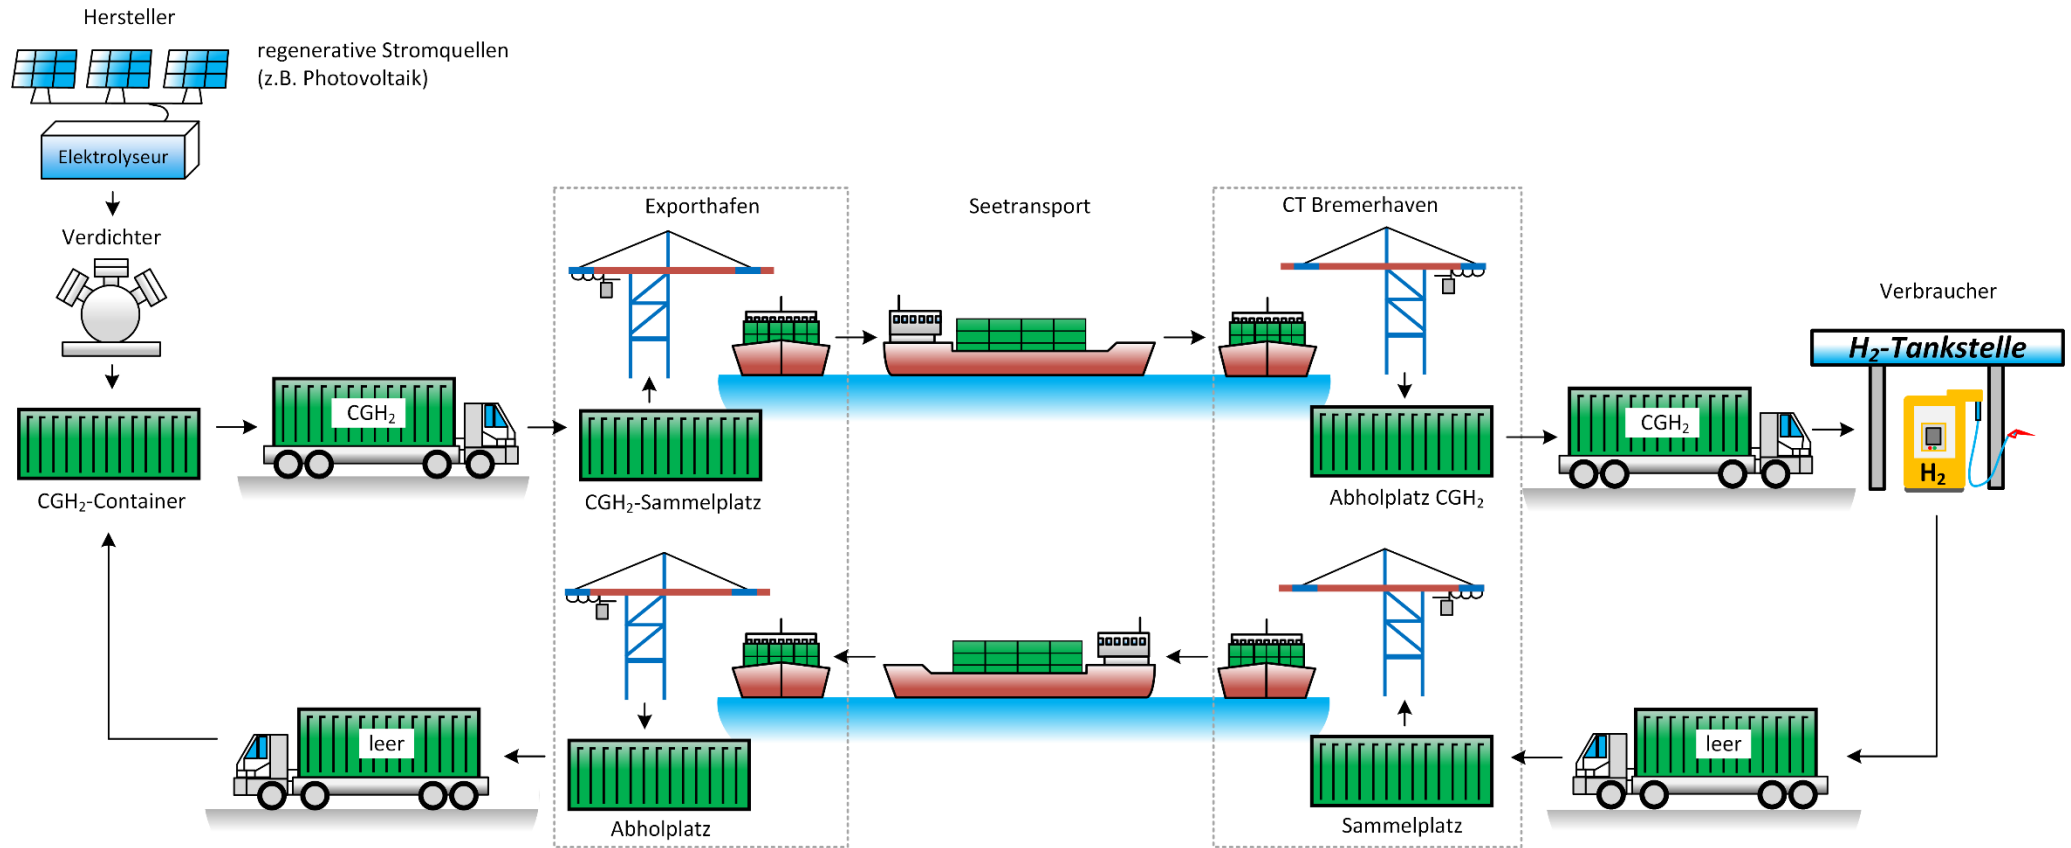 Hersteller
regenerative Stromquellen
(z.B. Photovoltaik)
Elektrolyseur
Verdichter
CGH₂-Container
CGH₂
Exporthafen
CGH₂-Sammelplatz
Seetransport
CT Bremerhaven
Abholplatz CGH₂
CGH₂
Verbraucher
H₂-Tankstelle
H₂
leer
Sammelplatz
Abholplatz
leer